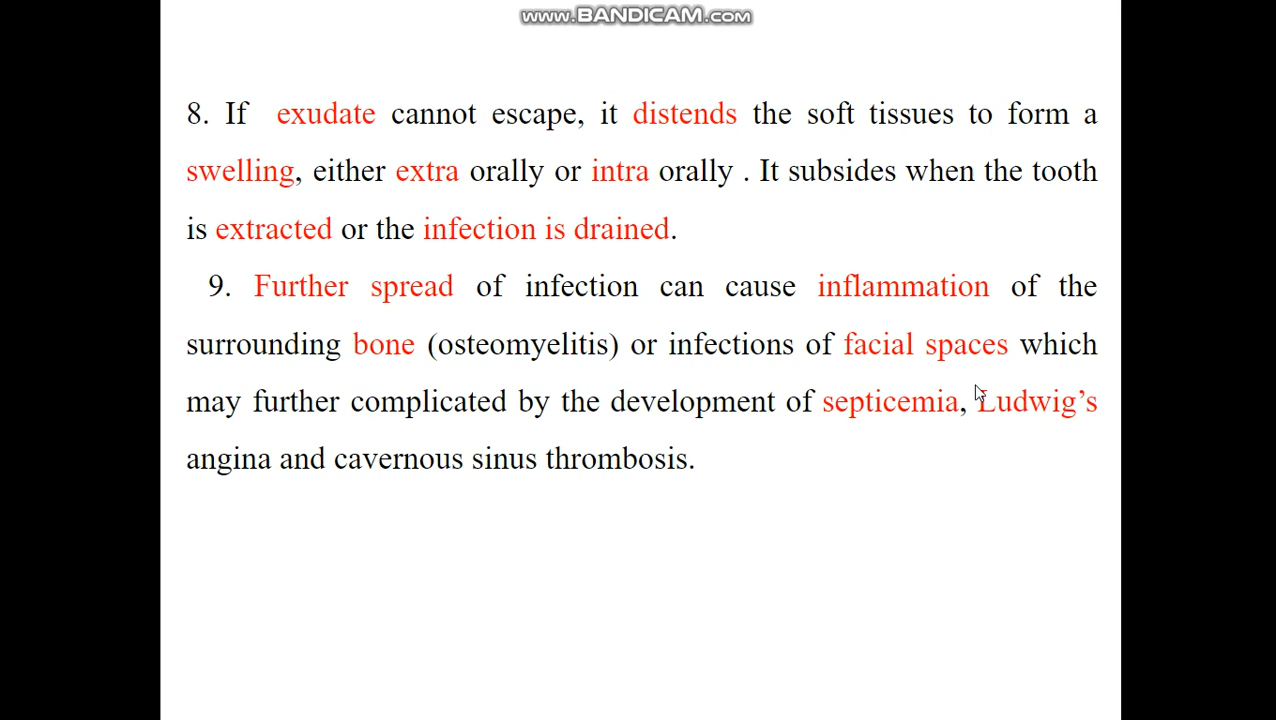 www.BANDICAM.com
8. If exudate cannot escape, it distends the soft tissues to form a
swelling, either extra orally or intra orally . It subsides when the tooth
is extracted or the infection is drained.
9. Further spread of infection can cause inflammation of the
surrounding bone (osteomyelitis) or infections of facial spaces which
may further complicated by the development of septicemia, Ludwig’s
angina and cavernous sinus thrombosis.